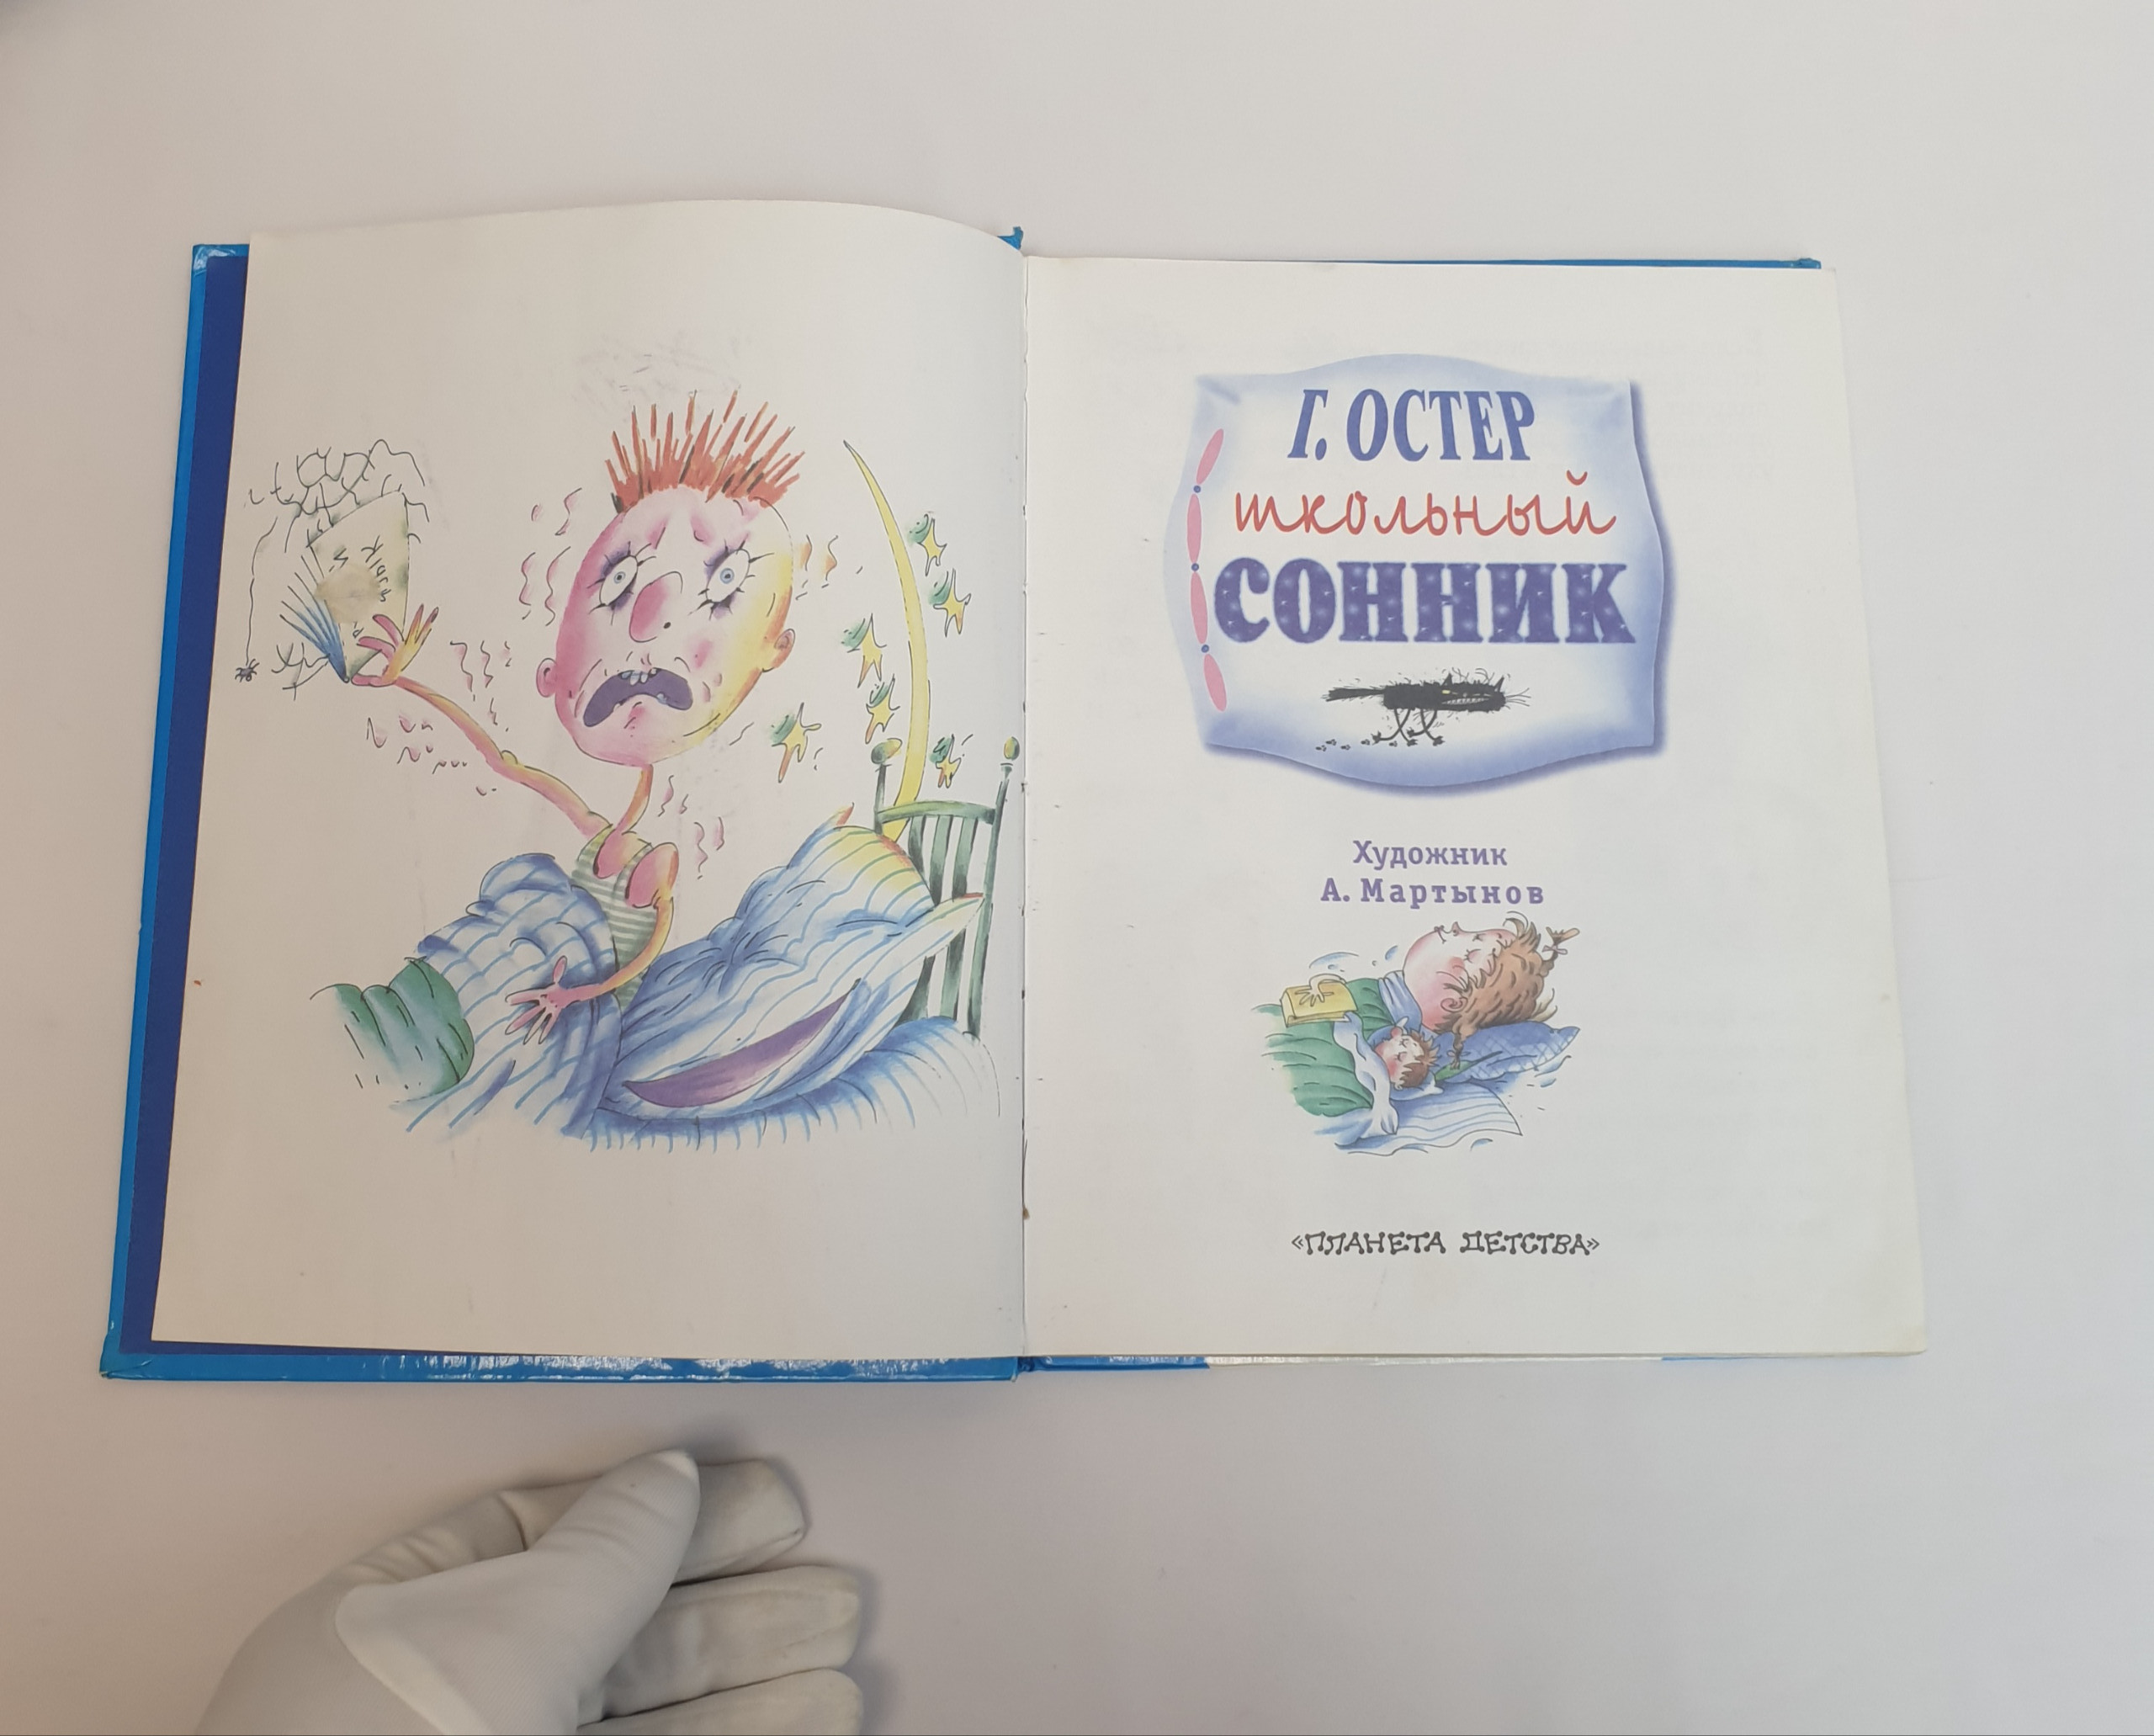 Г. ОСТЕР
школьный
СОННИК
Художник
А. Мартынов
«ПЛАНЕТА ДЕТСТВА»